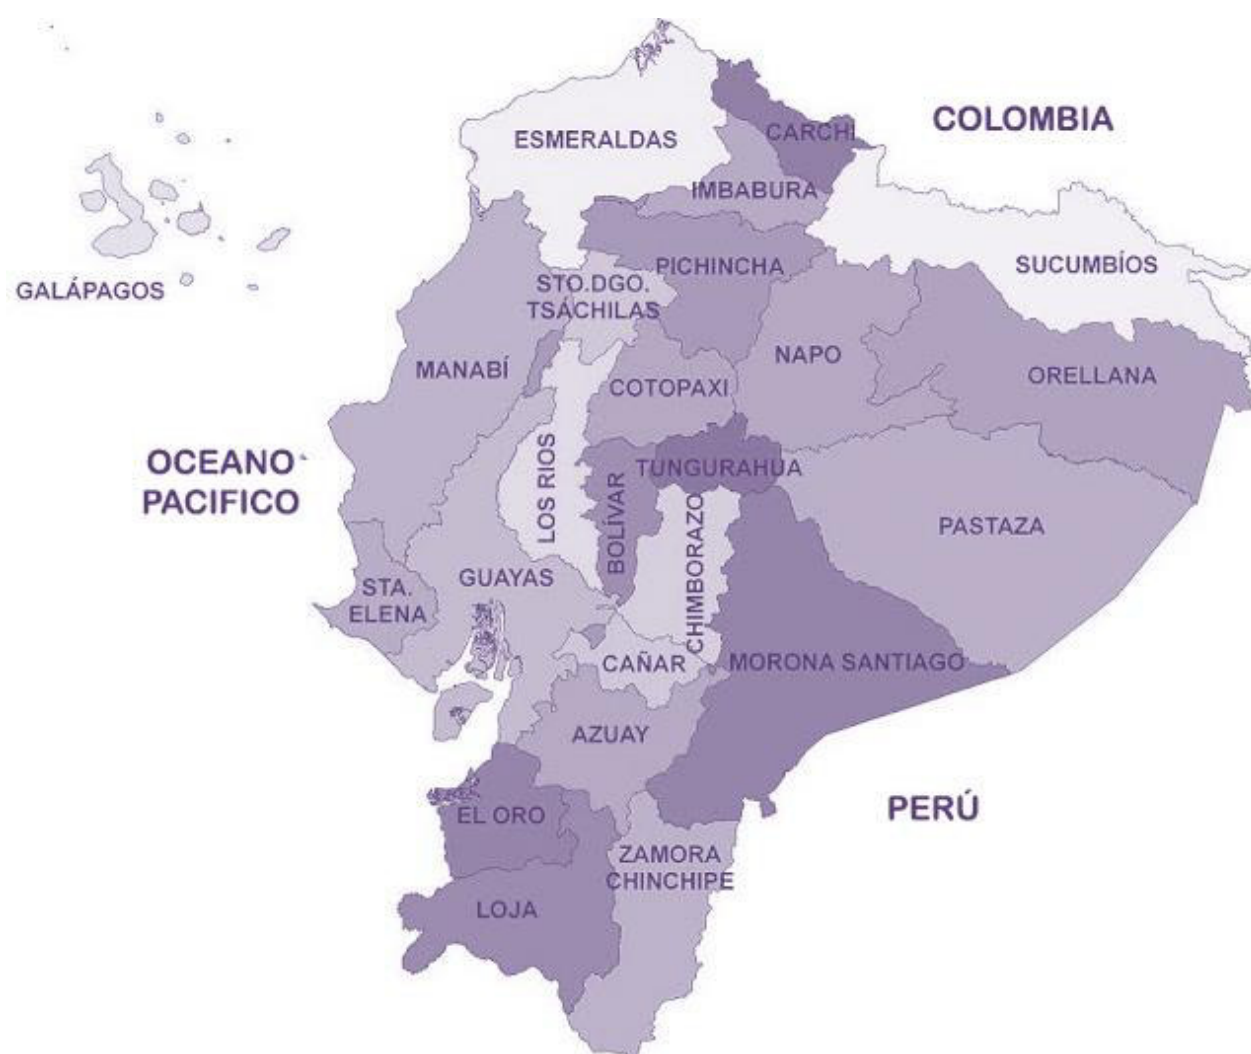 COLOMBIA
CARCHI
ESMERALDAS
IMBABURA
GALÁPAGOS
PICHINCHA
SUCUMBÍOS
STO.DGO.
TSÁCHILAS
NAPO
MANABÍ
COTOPAXI
ORELLANA
OCEANO
PACIFICO
LOS RIOS
TUNGURAHUA
BOLÍVAR
CHIMBORAZO
PASTAZA
STA.
ELENA
GUAYAS
CAÑAR
MORONA SANTIAGO
AZUAY
PERÚ
EL ORO
ZAMORA
CHINCHIPE
LOJA